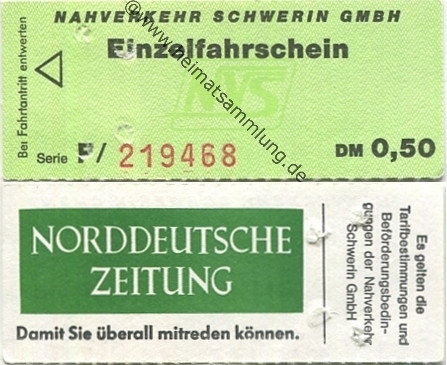 NAHVERKEHR SCHWERIN GMBH
Einzelfahrschein
Bei Fahrtantritt entwerten
NVS
Serie F/ 219468
DM 0,50
www.heimatsammlung.de
NORDDEUTSCHE
ZEITUNG
Damit Sie überall mitreden können.
Es gelten die
Tarifbestimmungen und
Beförderungsbedin-
gungen der Nahverkehr
Schwerin GmbH